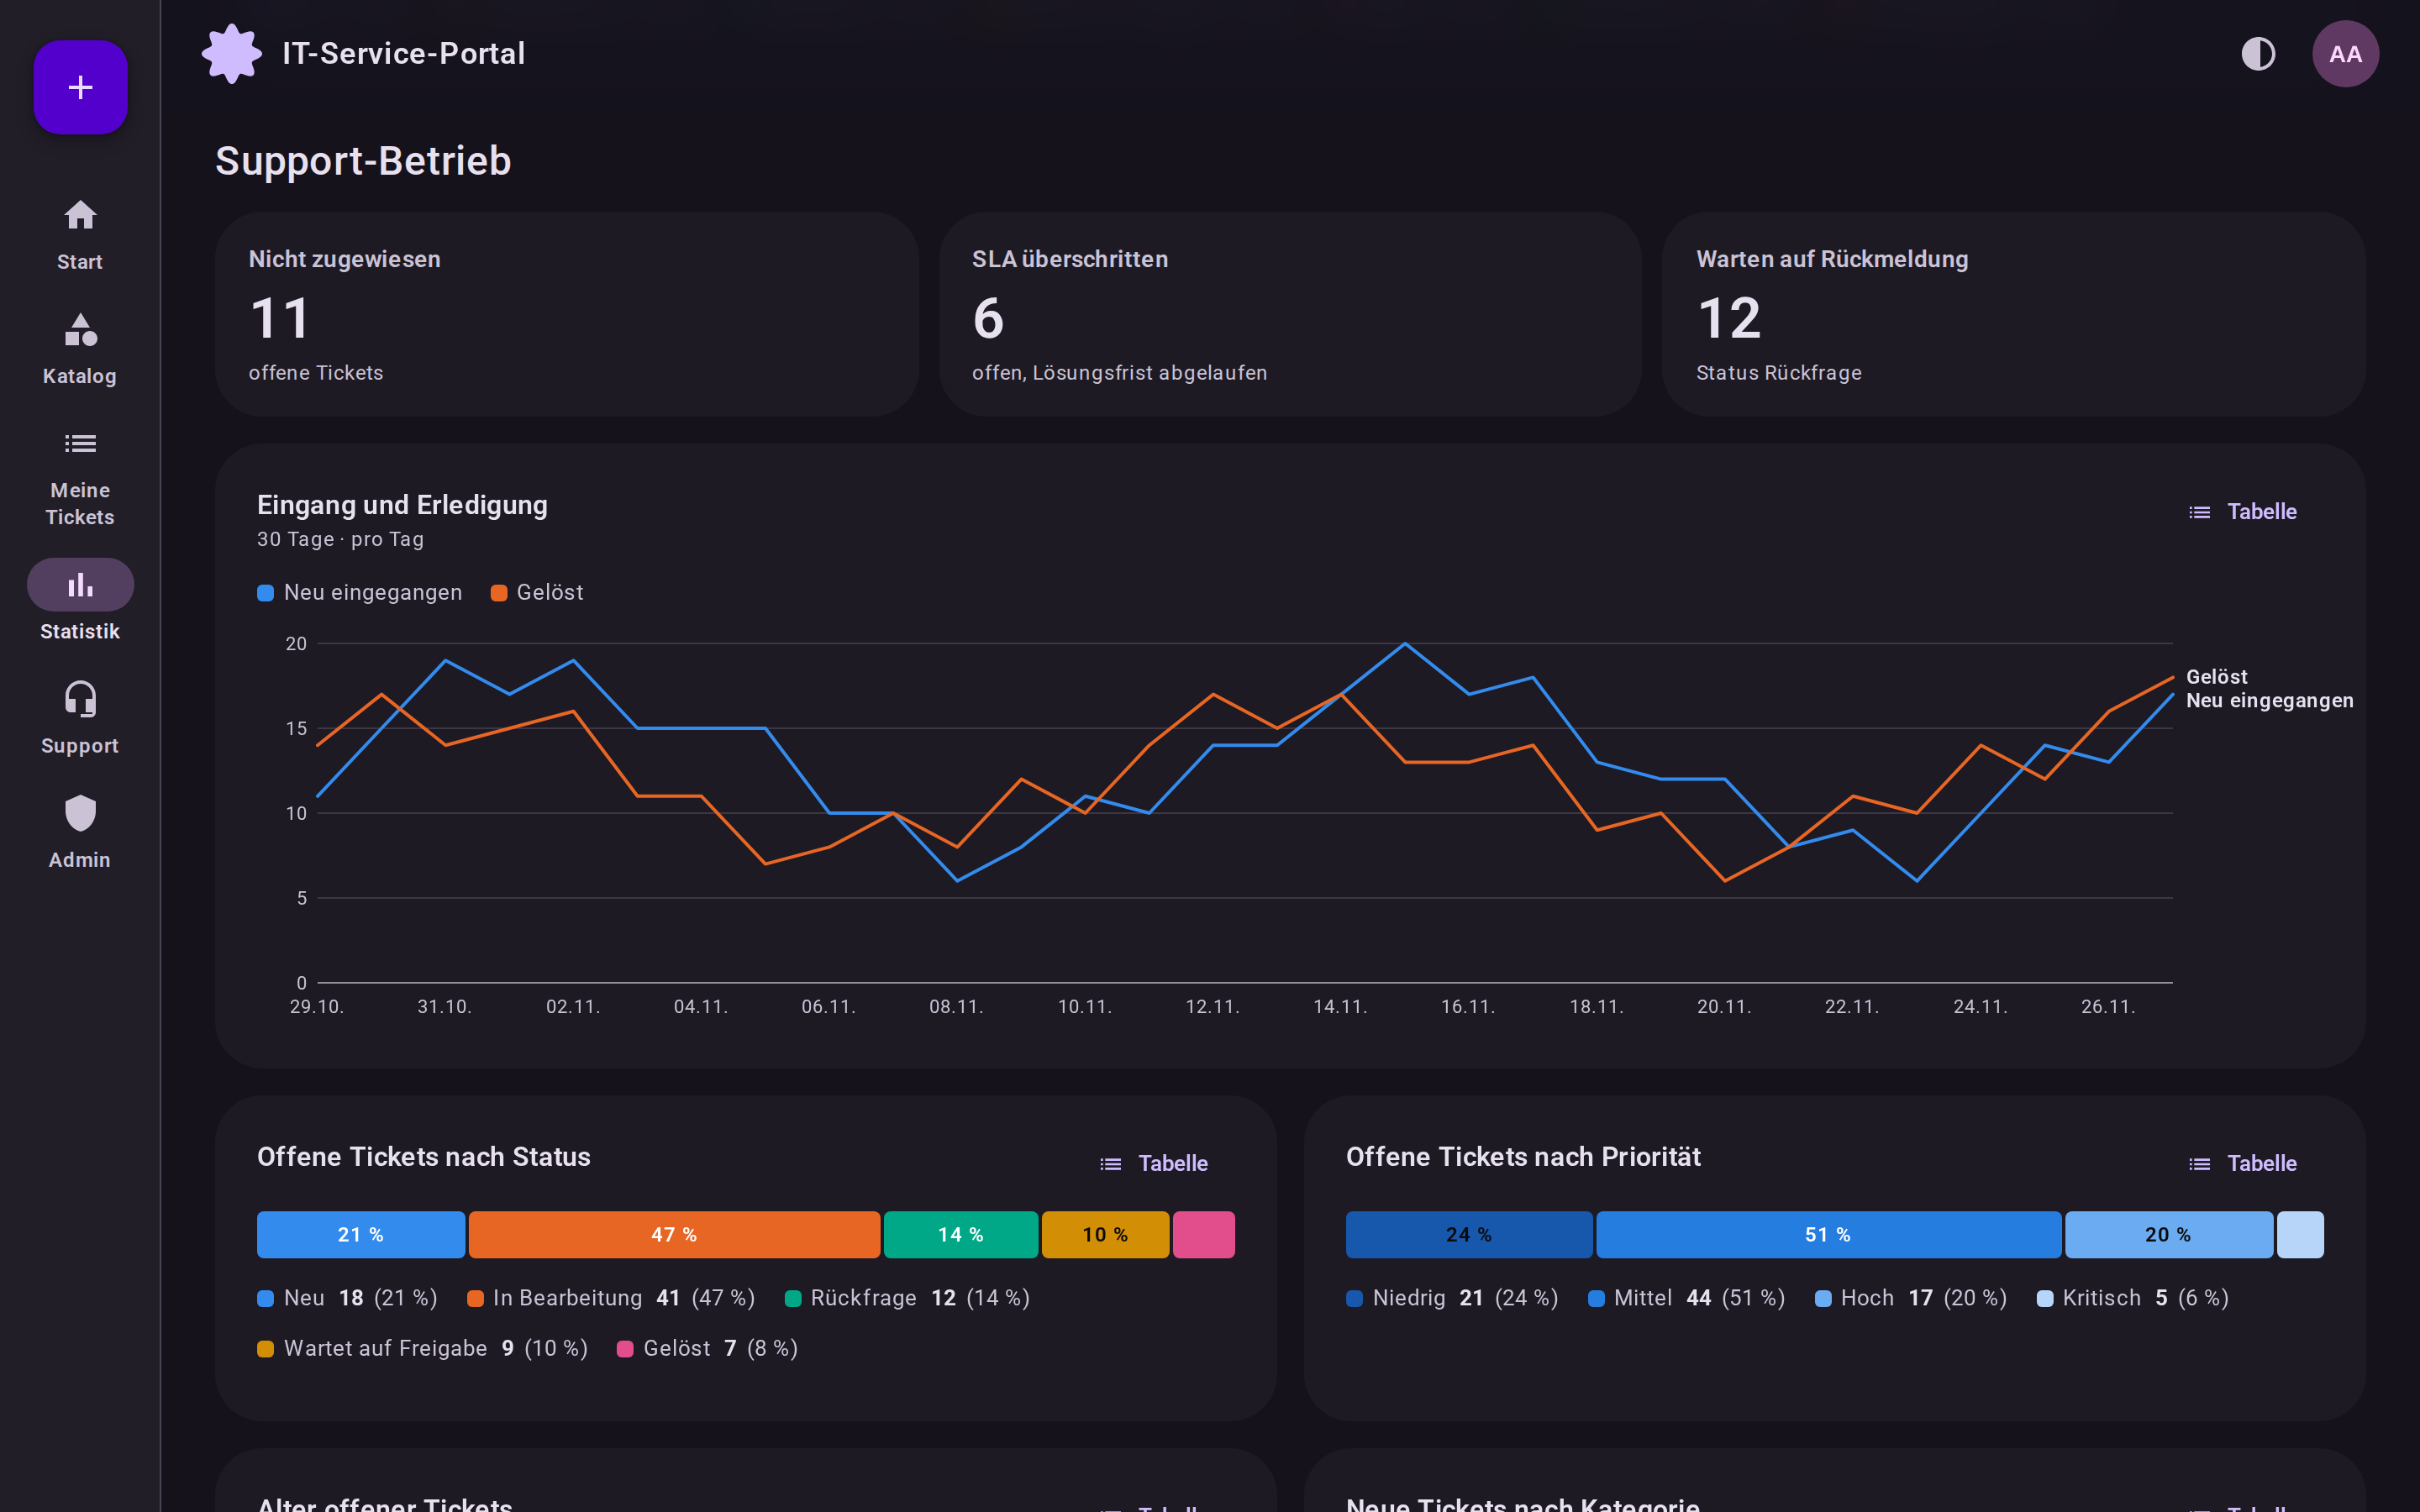 IT-Service-Portal
AA
Start
Katalog
Meine
Tickets
Statistik
Support
Admin
Support-Betrieb
Nicht zugewiesen
11
offene Tickets
SLA überschritten
6
offen, Lösungsfrist abgelaufen
Warten auf Rückmeldung
12
Status Rückfrage
Eingang und Erledigung
30 Tage · pro Tag
Tabelle
Neu eingegangen
Gelöst
20
15
10
5
0
Gelöst
Neu eingegangen
29.10. 31.10. 02.11. 04.11. 06.11. 08.11. 10.11. 12.11. 14.11. 16.11. 18.11. 20.11. 22.11. 24.11. 26.11.
Offene Tickets nach Status
Tabelle
21 % 47 % 14 % 10 %
Neu 18 (21 %) In Bearbeitung 41 (47 %) Rückfrage 12 (14 %)
Wartet auf Freigabe 9 (10 %) Gelöst 7 (8 %)
Offene Tickets nach Priorität
Tabelle
24 % 51 % 20 %
Niedrig 21 (24 %) Mittel 44 (51 %) Hoch 17 (20 %) Kritisch 5 (6 %)
Alter offener Tickets
Tabelle
Neue Tickets nach Kategorie
Tabelle